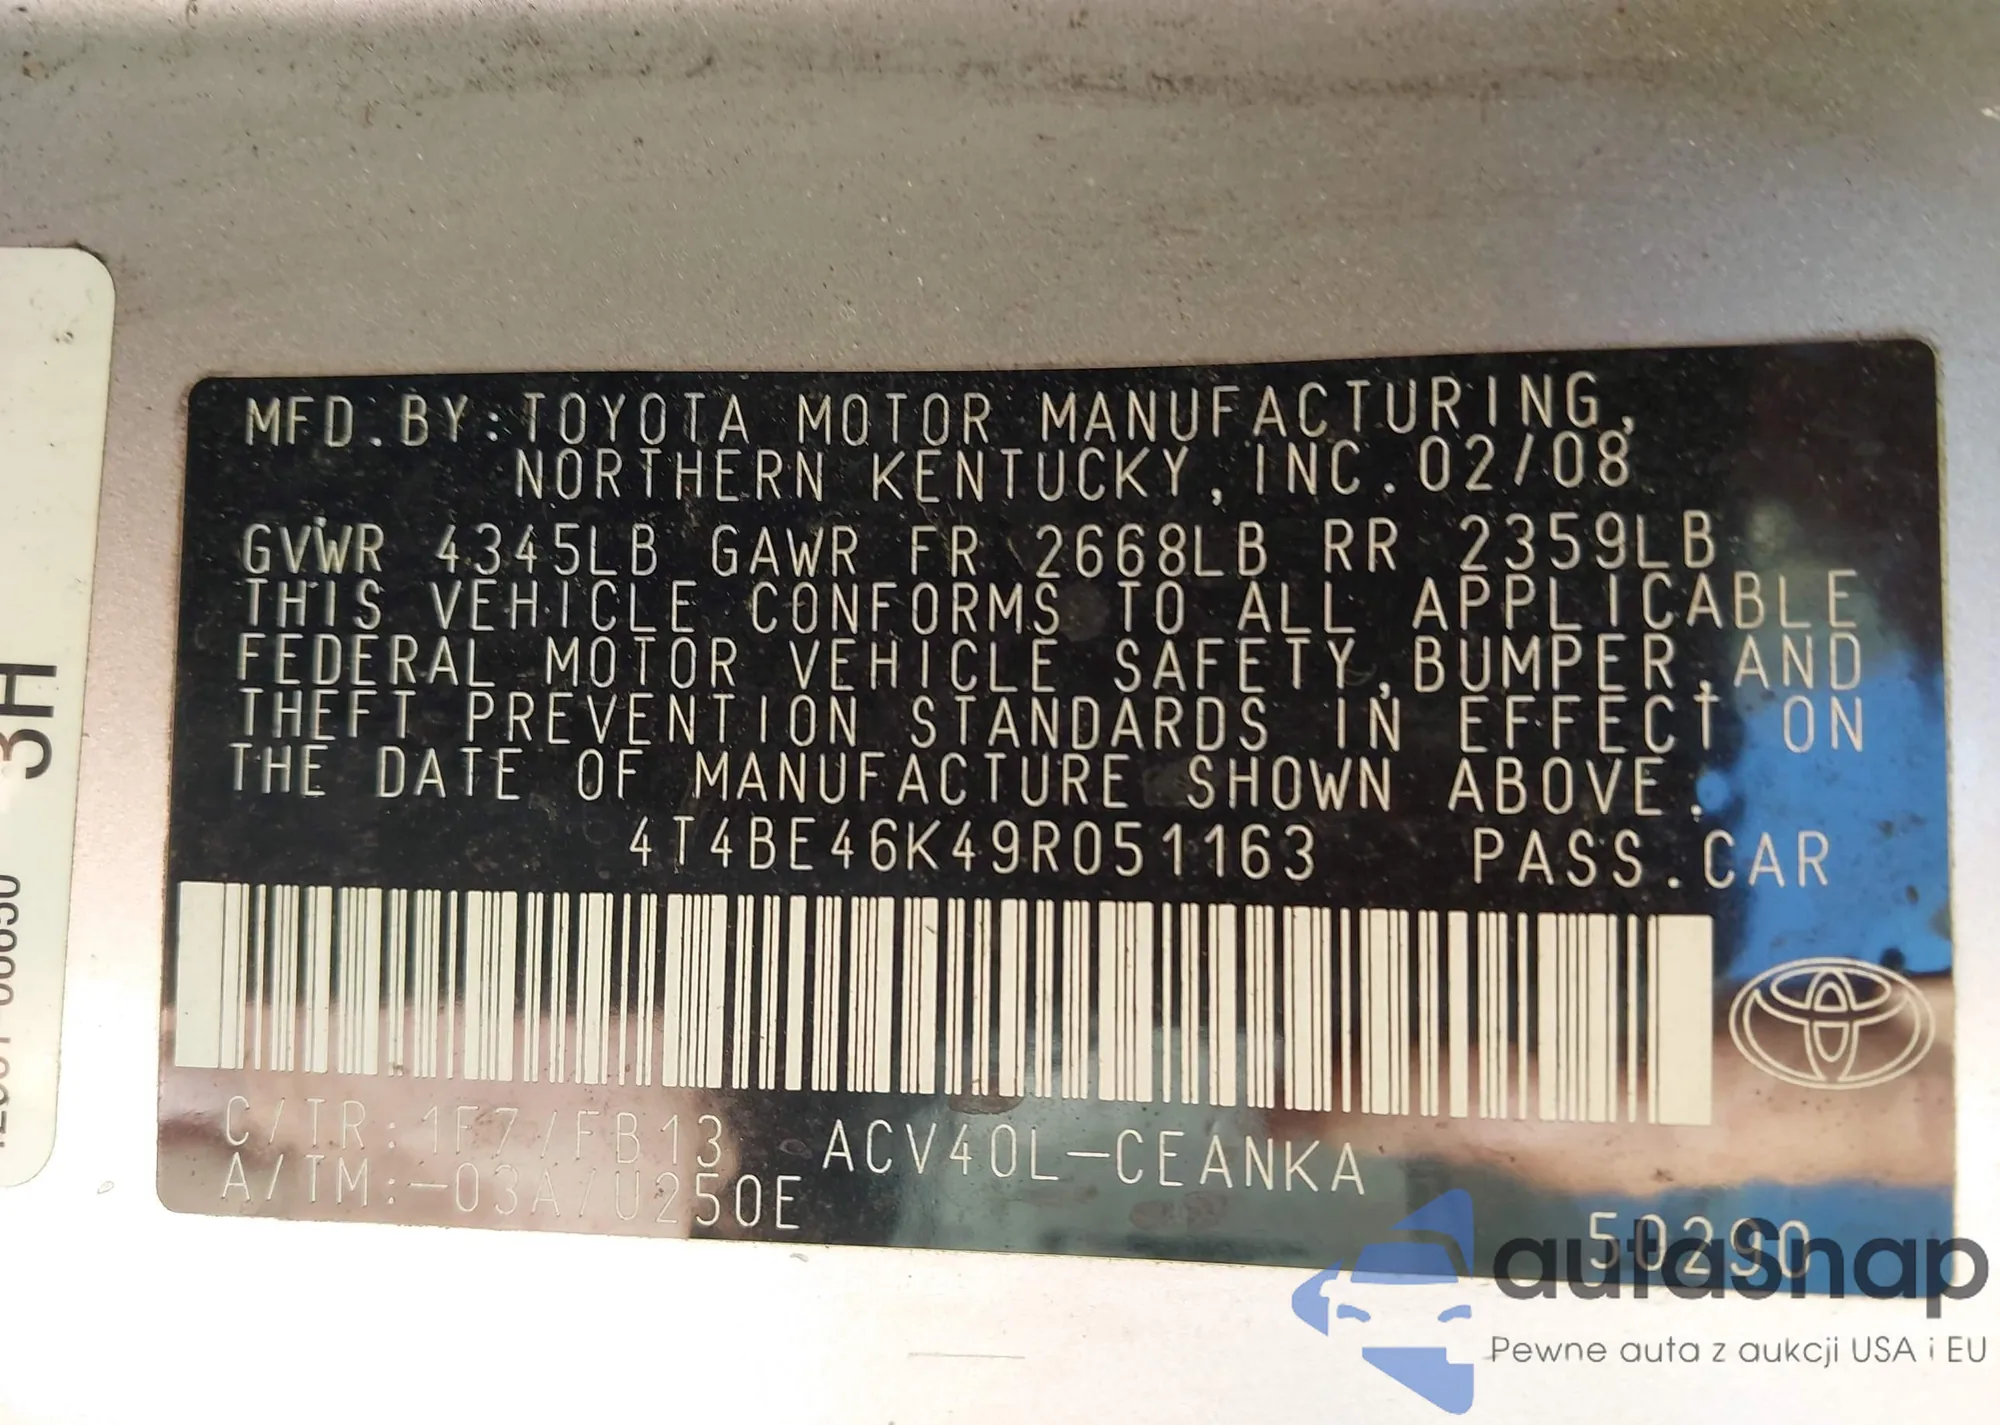 MFD. BY: TOYOTA MOTOR MANUFACTURING,
NORTHERN KENTUCKY, INC. 02/08
GVWR 4345LB GAWR FR 2668LB RR 2359LB
THIS VEHICLE CONFORMS TO ALL APPLICABLE
FEDERAL MOTOR VEHICLE SAFETY, BUMPER, AND
THEFT PREVENTION STANDARDS IN EFFECT ON
THE DATE OF MANUFACTURE SHOWN ABOVE.
4T4BE46K49R051163 PASS. CAR
C/TR: 1F7/FB13 ACV40L-CEANKA
A/TM:-03A/U250E
50290
3H
autosnap
Pewne auta z aukcji USA i EU